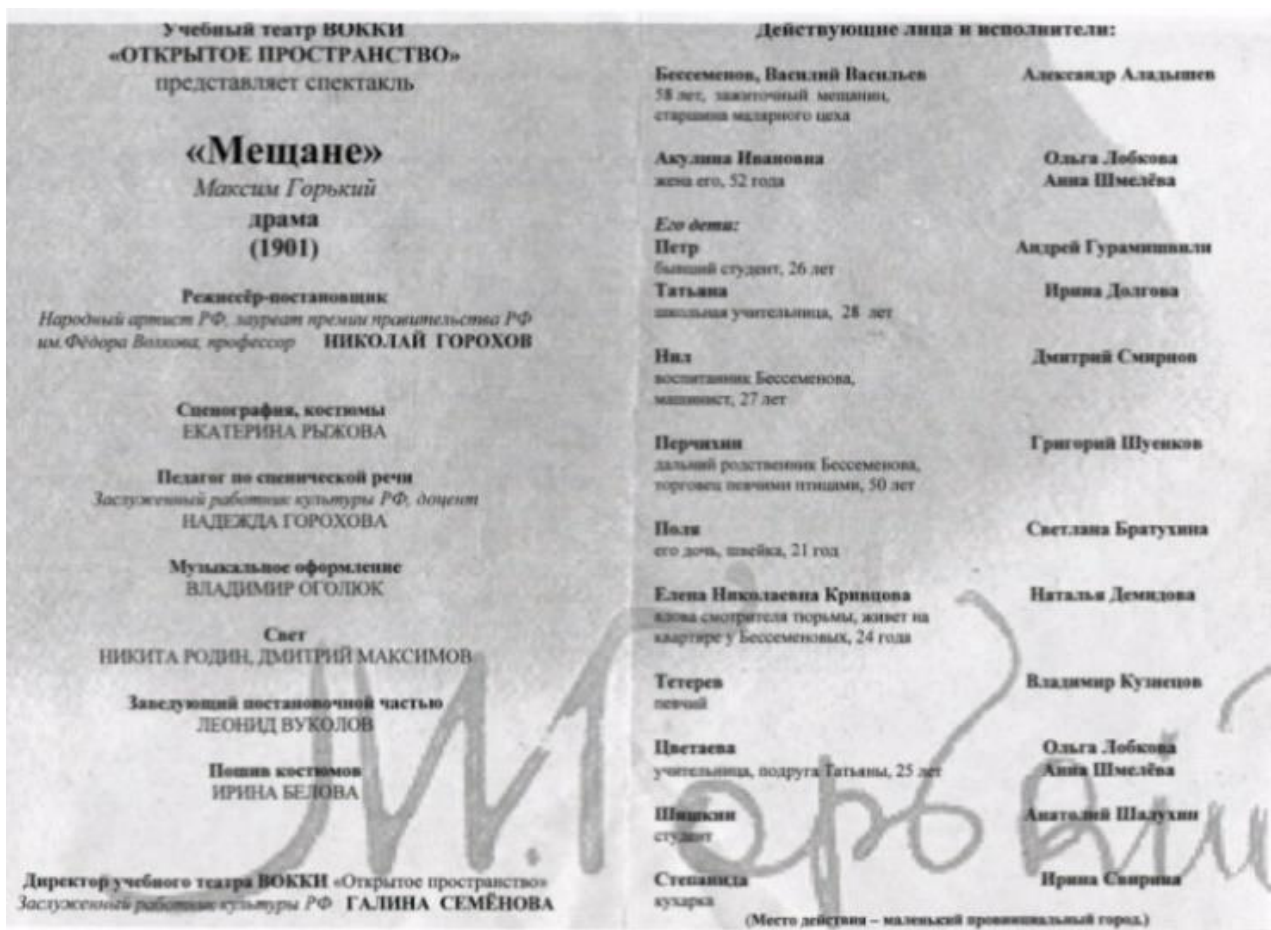 Учебный театр ВОККИ
«ОТКРЫТОЕ ПРОСТРАНСТВО»
представляет спектакль
«Мещане»
Максим Горький
драма
(1901)
Режиссёр-постановщик
Народный артист РФ, лауреат премии правительства РФ
им.Фёдора Волкова, профессор НИКОЛАЙ ГОРОХОВ
Сценография, костюмы
ЕКАТЕРИНА РЫЖОВА
Педагог по сценической речи
Заслуженный работник культуры РФ, доцент
НАДЕЖДА ГОРОХОВА
Музыкальное оформление
ВЛАДИМИР ОГОЛЮК
Свет
НИКИТА РОДИН, ДМИТРИЙ МАКСИМОВ
Заведующий постановочной частью
ЛЕОНИД ВУКОЛОВ
Пошив костюмов
ИРИНА БЕЛОВА
Директор учебного театра ВОККИ «Открытое пространство»
Заслуженный работник культуры РФ ГАЛИНА СЕМЁНОВА
Действующие лица и исполнители:
Бессеменов, Василий Васильев Александр Аладышев
58 лет, зажиточный мещанин,
старшина малярного цеха
Акулина Ивановна Ольга Лобкова
жена его, 52 года Анна Шмелёва
Его дети:
Петр Андрей Гурамишвили
бывший студент, 26 лет
Татьяна Ирина Долгова
школьная учительница, 28 лет
Нил Дмитрий Смирнов
воспитанник Бессеменова,
машинист, 27 лет
Перчихин Григорий Шуенков
дальний родственник Бессеменова,
торговец певчими птицами, 50 лет
Поля Светлана Братухина
его дочь, швейка, 21 год
Елена Николаевна Кривцова Наталья Демидова
вдова смотрителя тюрьмы, живет на
квартире у Бессеменовых, 24 года
Тетерев Владимир Кузнецов
певчий
Цветаева Ольга Лобкова
учительница, подруга Татьяны, 25 лет Анна Шмелёва
Шишкин Анатолий Шалухин
студент
Степанида Ирина Свирина
кухарка
(Место действия – маленький провинциальный город.)
М. Горький